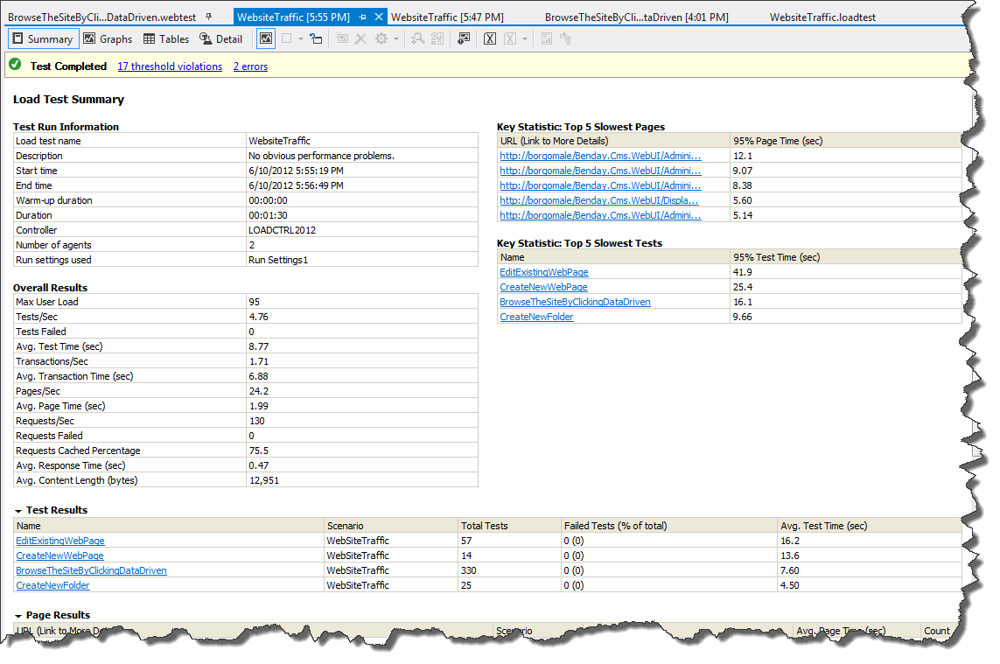 BrowseTheSiteByCli...DataDriven.webtest WebsiteTraffic [5:55 PM] WebsiteTraffic [5:47 PM] BrowseTheSiteByCli...taDriven [4:01 PM] WebsiteTraffic.loadtest
Summary Graphs Tables Detail
Test Completed 17 threshold violations 2 errors
Load Test Summary
Test Run Information
Load test name WebsiteTraffic
Description No obvious performance problems.
Start time 6/10/2012 5:55:19 PM
End time 6/10/2012 5:56:49 PM
Warm-up duration 00:00:00
Duration 00:01:30
Controller LOADCTRL2012
Number of agents 2
Run settings used Run Settings1
Overall Results
Max User Load 95
Tests/Sec 4.76
Tests Failed 0
Avg. Test Time (sec) 8.77
Transactions/Sec 1.71
Avg. Transaction Time (sec) 6.88
Pages/Sec 24.2
Avg. Page Time (sec) 1.99
Requests/Sec 130
Requests Failed 0
Requests Cached Percentage 75.5
Avg. Response Time (sec) 0.47
Avg. Content Length (bytes) 12,951
Key Statistic: Top 5 Slowest Pages
URL (Link to More Details) 95% Page Time (sec)
http://borgomale/Benday.Cms.WebUI/Admini... 12.1
http://borgomale/Benday.Cms.WebUI/Admini... 9.07
http://borgomale/Benday.Cms.WebUI/Admini... 8.38
http://borgomale/Benday.Cms.WebUI/Displa... 5.60
http://borgomale/Benday.Cms.WebUI/Admini... 5.14
Key Statistic: Top 5 Slowest Tests
Name 95% Test Time (sec)
EditExistingWebPage 41.9
CreateNewWebPage 25.4
BrowseTheSiteByClickingDataDriven 16.1
CreateNewFolder 9.66
Test Results
Name Scenario Total Tests Failed Tests (% of total) Avg. Test Time (sec)
EditExistingWebPage WebSiteTraffic 57 0 (0) 16.2
CreateNewWebPage WebSiteTraffic 14 0 (0) 13.6
BrowseTheSiteByClickingDataDriven WebSiteTraffic 330 0 (0) 7.60
CreateNewFolder WebSiteTraffic 25 0 (0) 4.50
Page Results
URL (Link to More Scenario Avg. Page Time (sec) Count